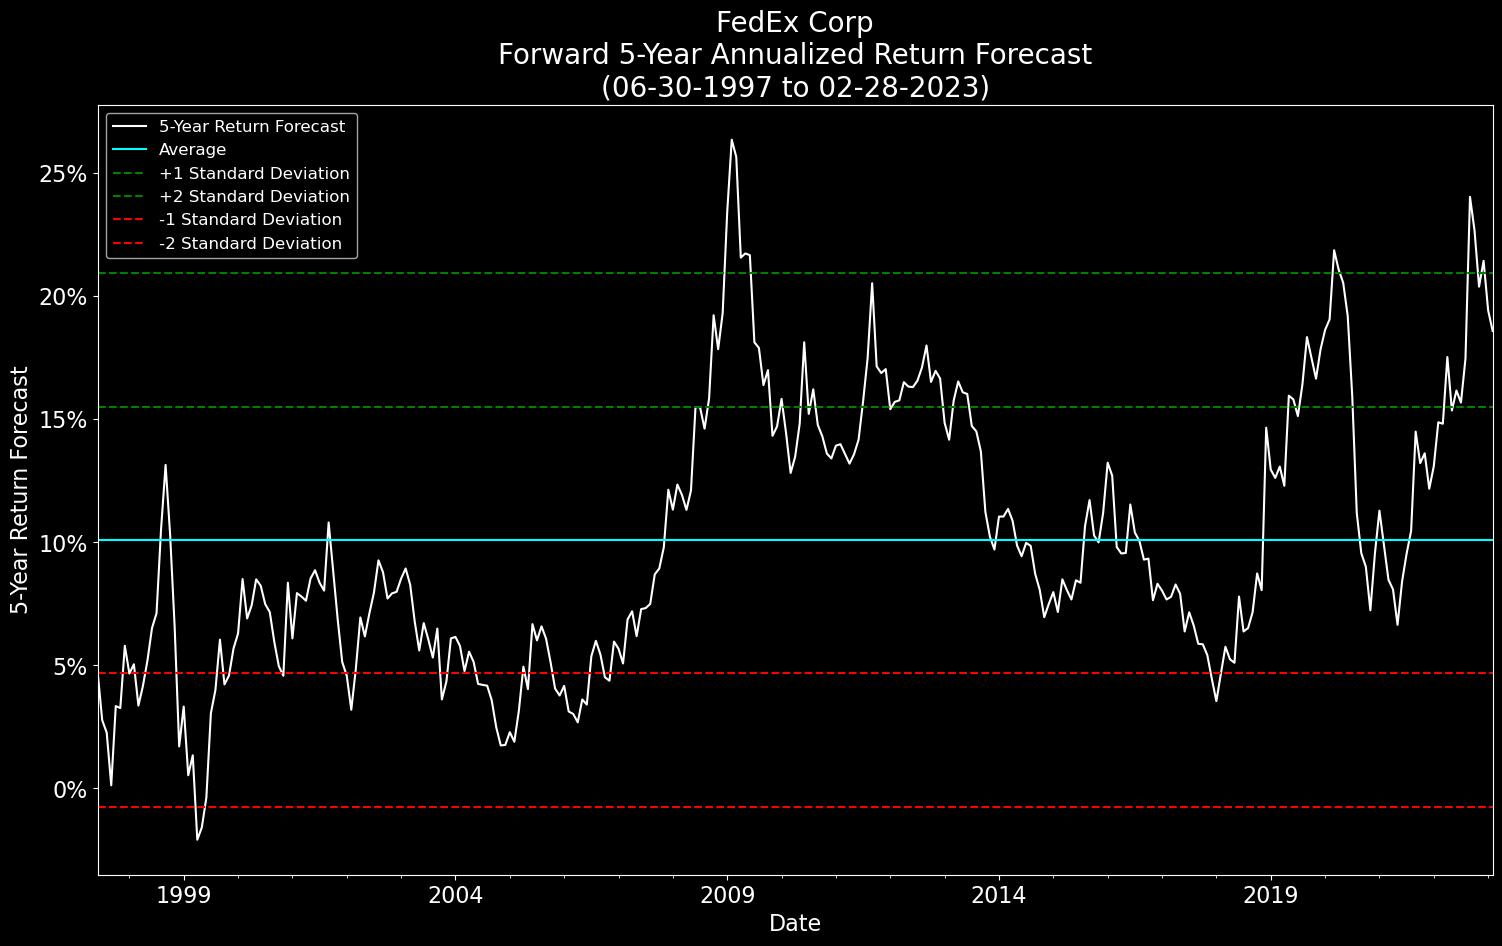 FedEx Corp
Forward 5-Year Annualized Return Forecast
(06-30-1997 to 02-28-2023)
5-Year Return Forecast
Average
+1 Standard Deviation
+2 Standard Deviation
-1 Standard Deviation
-2 Standard Deviation
25%
20%
15%
10%
5%
0%
5-Year Return Forecast
1999
2004
2009
2014
2019
Date